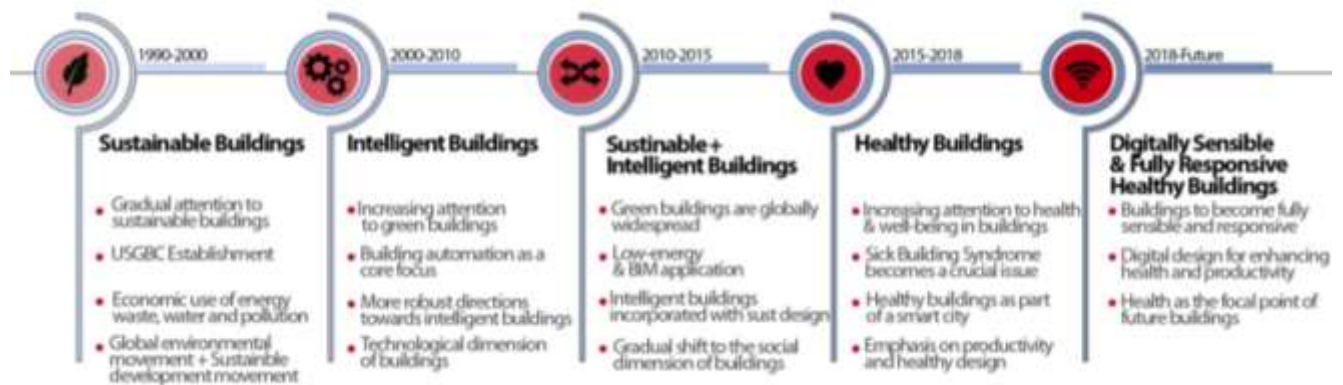 1990-2000
Sustainable Buildings
Gradual attention to
sustainable buildings
USGBC Establishment
Economic use of energy
waste, water and pollution
Global environmental
movement + Sustainble
development movement
2000-2010
Intelligent Buildings
Increasing attention
to green buildings
Building automation as a
core focus
More robust directions
towards intelligent buildings
Technological dimension
of buildings
2010-2015
Sustinable+
Intelligent Buildings
Green buildings are globally
widespread
Low-energy
& BIM application
Intelligent buildings
incorporated with sust design
Gradual shift to the social
dimension of buildings
2015-2018
Healthy Buildings
Increasing attention to health
& well-being in buildings
Sick Building Syndrome
becomes a crucial issue
Healthy buildings as part
of a smart city
Emphasis on productivity
and healthy design
2018-Future
Digitally Sensible
& Fully Responsive
Healthy Buildings
Buildings to become fully
sensible and responsive
Digital design for enhancing
health and productivity
Health as the focal point of
future buildings